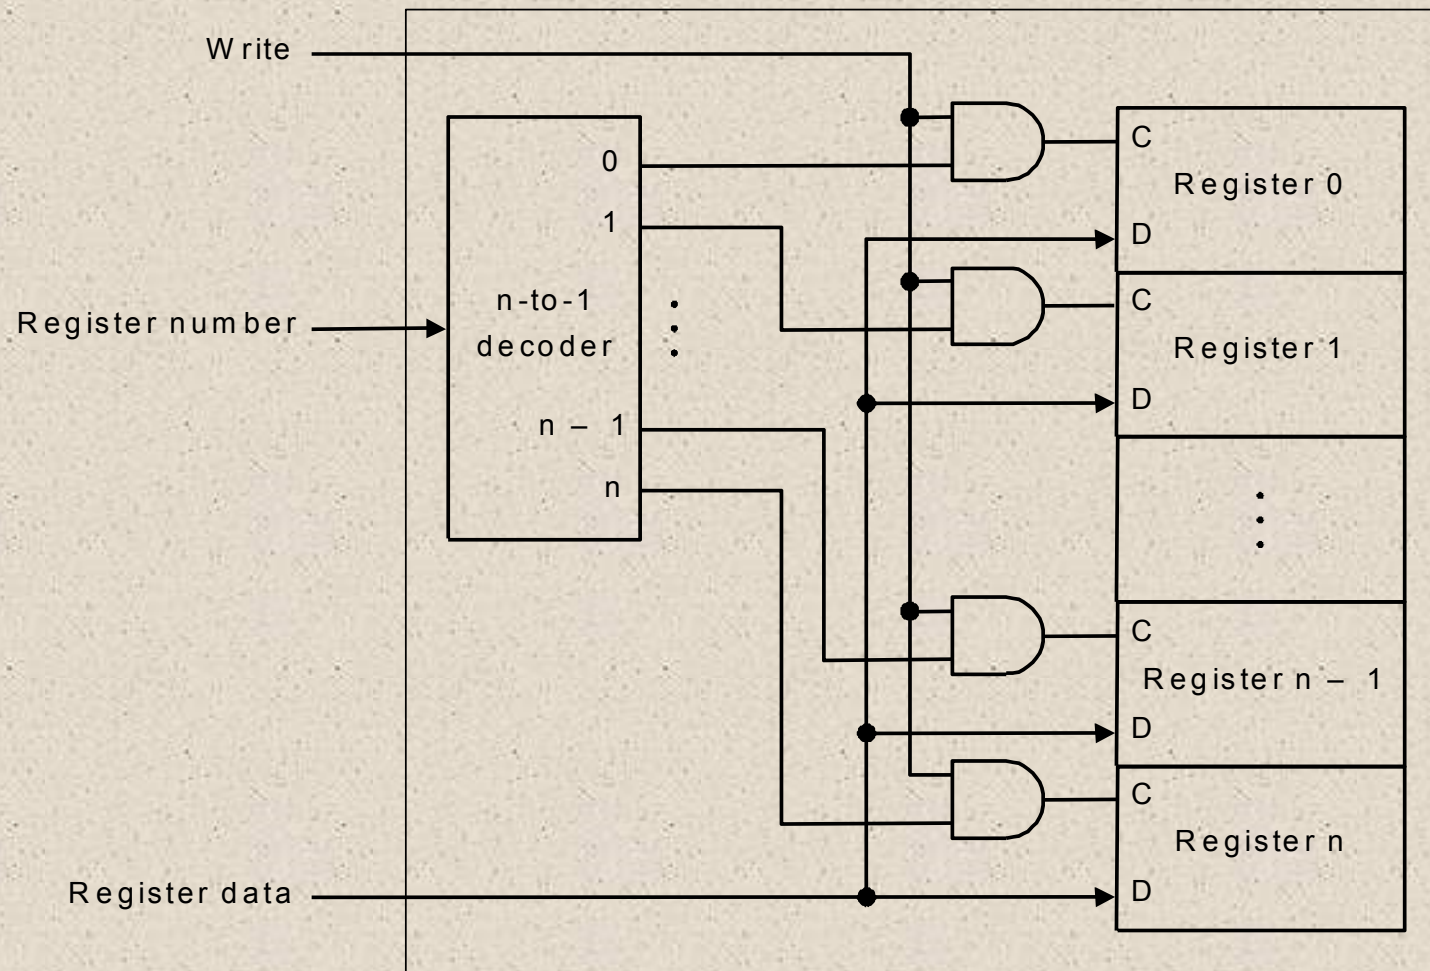 Write
0
C
Register 0
1
D
n-to-1
decoder
C
Register number
Register 1
D
n – 1
n
C
Register n – 1
D
C
Register n
Register data
D